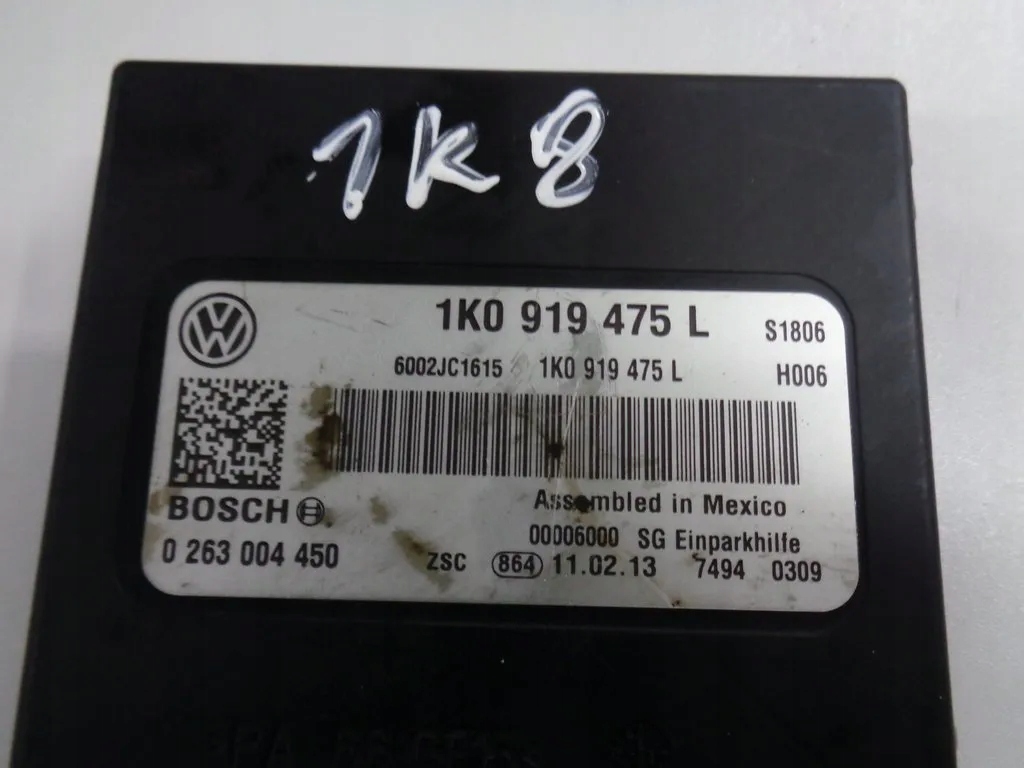 1K8
1K0 919 475 L S1806
6002JC1615 1K0 919 475 L H006
BOSCH
Assembled in Mexico
00006000 SG Einparkhilfe
0 263 004 450 ZSC 864 11.02.13 7494 0309